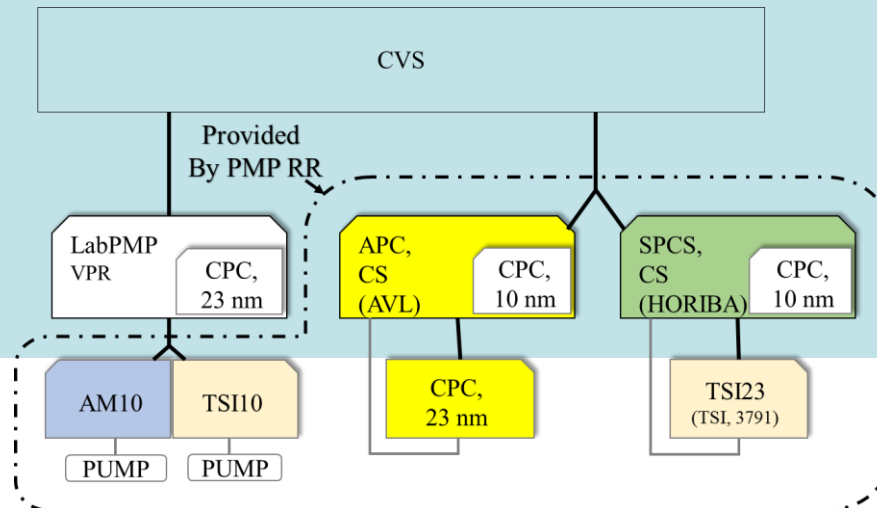 CVS
Provided
By PMP RR
LabPMP
VPR
CPC,
23 nm
APC,
CS
(AVL)
CPC,
10 nm
SPCS,
CS
(HORIBA)
CPC,
10 nm
AM10
TSI10
CPC,
23 nm
TSI23
(TSI, 3791)
PUMP
PUMP